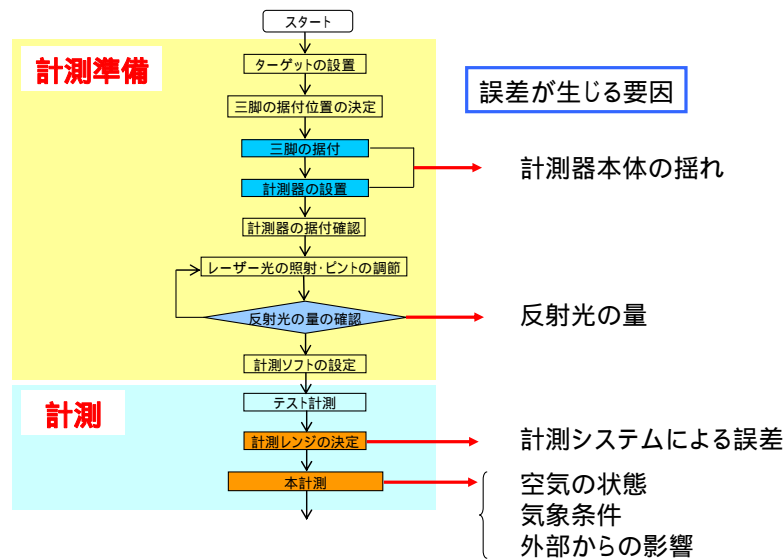 スタート
計測準備
ターゲットの設置
誤差が生じる要因
三脚の据付位置の決定
三脚の据付
計測器本体の揺れ
計測器の設置
計測器の据付確認
レーザー光の照射・ピントの調節
反射光の量の確認
反射光の量
計測ソフトの設定
計測
テスト計測
計測レンジの決定
計測システムによる誤差
本計測
空気の状態
気象条件
外部からの影響